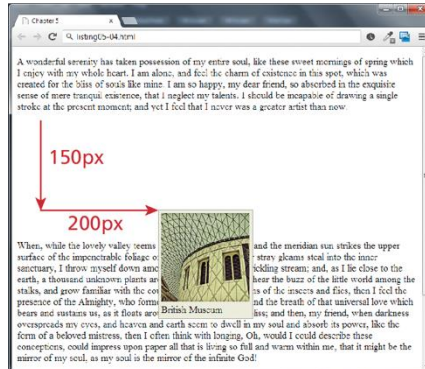 Chapter 5
listing05-04.html
A wonderful serenity has taken possession of my entire soul, like these sweet mornings of spring which
I enjoy with my whole heart. I am alone, and feel the charm of existence in this spot, which was
created for the bliss of souls like mine. I am so happy, my dear friend, so absorbed in the exquisite
sense of mere tranquil existence, that I neglect my talents. I should be incapable of drawing a single
stroke at the present moment; and yet I feel that I never was a greater artist than now.
150px
200px
When, while the lovely valley teems and the meridian sun strikes the upper
surface of the impenetrable foliage o stray gleams steal into the inner
sanctuary, I throw myself down amo rickling stream; and, as I lie close to the
earth, a thousand unknown plants ar hear the buzz of the little world among the
stalks, and grow familiar with the cou ns of the insects and flies, then I feel the
presence of the Almighty, who forme and the breath of that universal love which
bears and sustains us, as it floats arou liss; and then, my friend, when darkness
British Museum
overspreads my eyes, and heaven and earth seem to dwell in my soul and absorb its power, like the
form of a beloved mistress, then I often think with longing, Oh, would I could describe these
conceptions, could impress upon paper all that is living so full and warm within me, that it might be the
mirror of my soul, as my soul is the mirror of the infinite God!